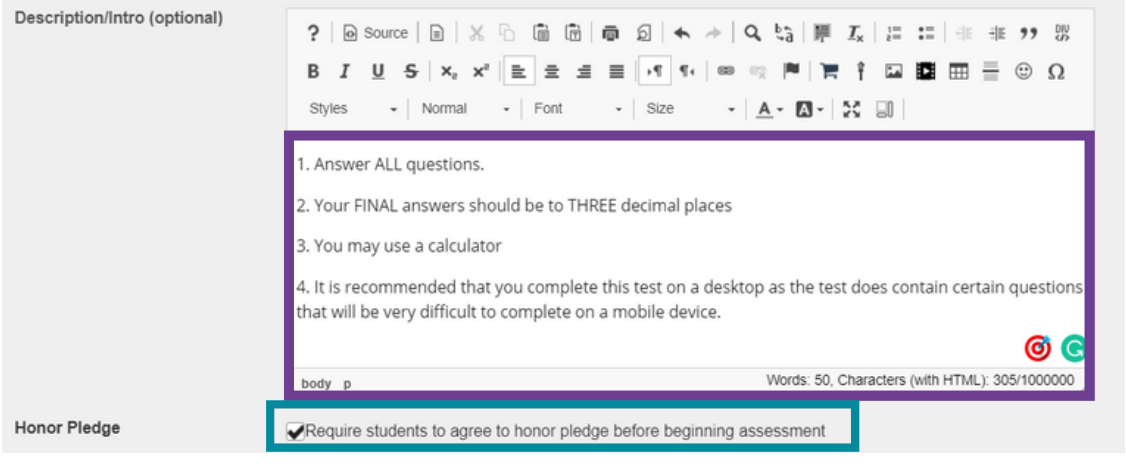 Description/Intro (optional)
? Source
B I U S x₂ x² Ω
Styles Normal Font Size A A
1. Answer ALL questions.
2. Your FINAL answers should be to THREE decimal places
3. You may use a calculator
4. It is recommended that you complete this test on a desktop as the test does contain certain questions
that will be very difficult to complete on a mobile device.
body p Words: 50, Characters (with HTML): 305/1000000
Honor Pledge Require students to agree to honor pledge before beginning assessment